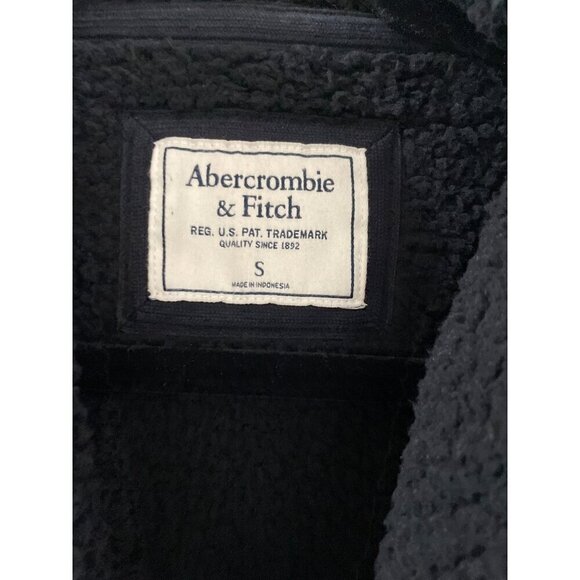 Abercrombie
& Fitch
REG. U.S. PAT. TRADEMARK
QUALITY SINCE 1892
S
MADE IN INDONESIA